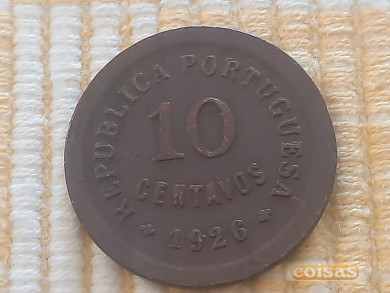 REPUBLICA PORTUGUESA
10
CENTAVOS
* 1926 *
coisas